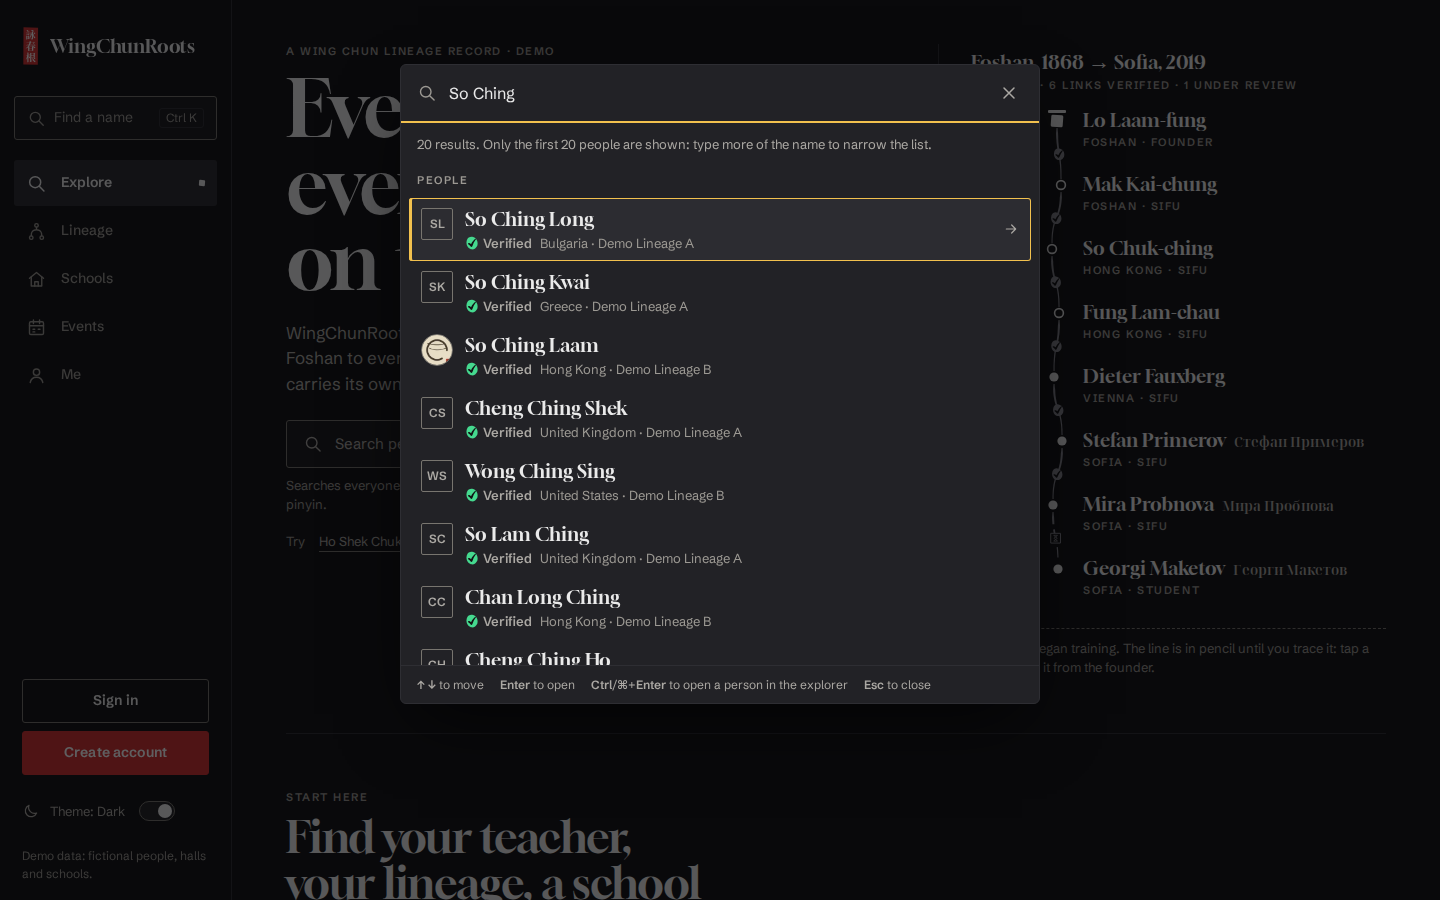 詠春根
WingChunRoots
Find a name
Ctrl K
Explore
Lineage
Schools
Events
Me
Sign in
Create account
Theme: Dark
Demo data: fictional people, halls
and schools.
A WING CHUN LINEAGE RECORD · DEMO
on
WingChunRoot
Foshan to ever
carries its own
Search pe
Searches everyone
pinyin.
Try Ho Shek Chuk
So Ching
20 results. Only the first 20 people are shown: type more of the name to narrow the list.
PEOPLE
SL
So Ching Long
Verified Bulgaria · Demo Lineage A
SK
So Ching Kwai
Verified Greece · Demo Lineage A
So Ching Laam
Verified Hong Kong · Demo Lineage B
CS
Cheng Ching Shek
Verified United Kingdom · Demo Lineage A
WS
Wong Ching Sing
Verified United States · Demo Lineage B
SC
So Lam Ching
Verified United Kingdom · Demo Lineage A
CC
Chan Long Ching
Verified Hong Kong · Demo Lineage B
CH
Cheng Ching Ho
↑ ↓ to move Enter to open Ctrl/⌘+Enter to open a person in the explorer Esc to close
Foshan 1868 → Sofia, 2019
· 6 LINKS VERIFIED · 1 UNDER REVIEW
Lo Laam-fung
FOSHAN · FOUNDER
Mak Kai-chung
FOSHAN · SIFU
So Chuk-ching
HONG KONG · SIFU
Fung Lam-chau
HONG KONG · SIFU
Dieter Fauxberg
VIENNA · SIFU
Stefan Primerov Стефан Примеров
SOFIA · SIFU
Mira Probnova Мира Пробнова
SOFIA · SIFU
Georgi Maketov Георги Макетов
SOFIA · STUDENT
egan training. The line is in pencil until you trace it: tap a
it from the founder.
START HERE
Find your teacher,
your lineage, a school